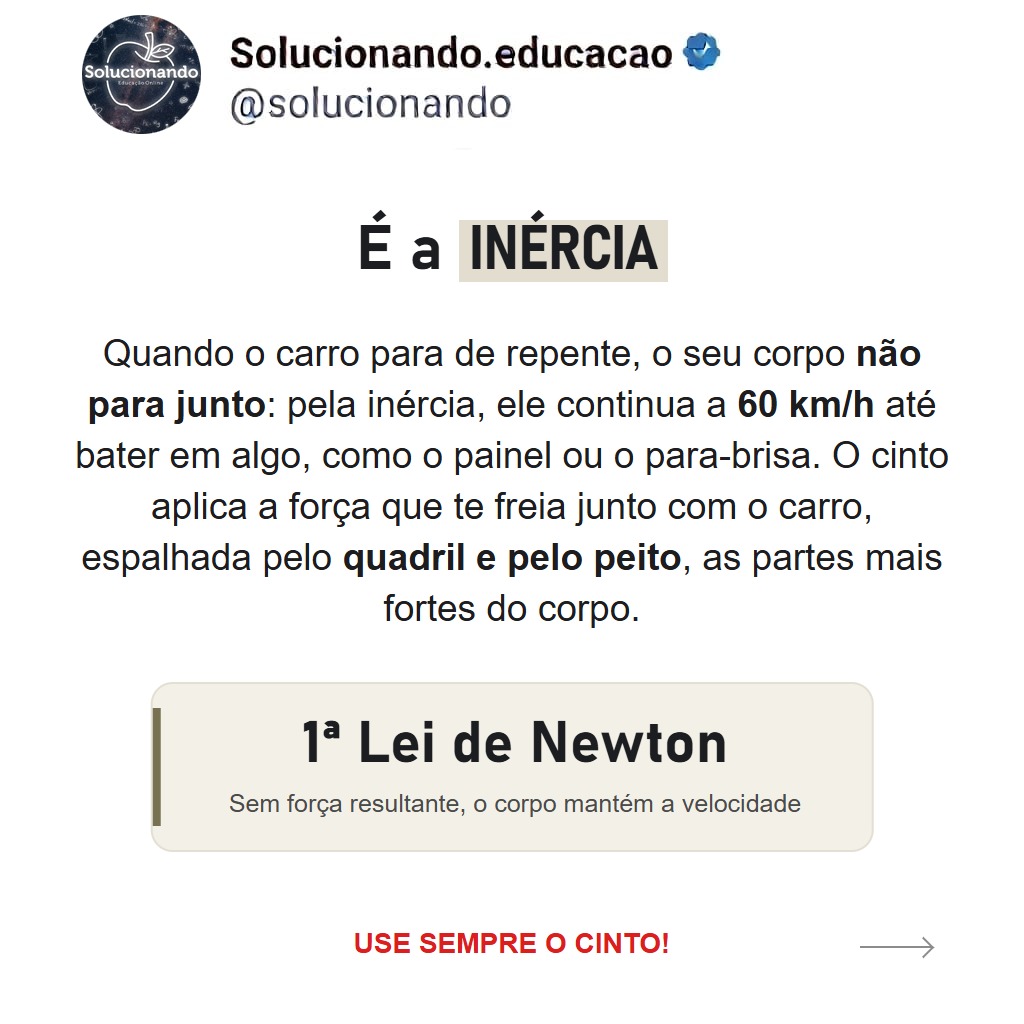 Solucionando
Educação Online
Solucionando.educacao
@solucionando
É a INÉRCIA
Quando o carro para de repente, o seu corpo não
para junto: pela inércia, ele continua a 60 km/h até
bater em algo, como o painel ou o para-brisa. O cinto
aplica a força que te freia junto com o carro,
espalhada pelo quadril e pelo peito, as partes mais
fortes do corpo.
1ª Lei de Newton
Sem força resultante, o corpo mantém a velocidade
USE SEMPRE O CINTO!